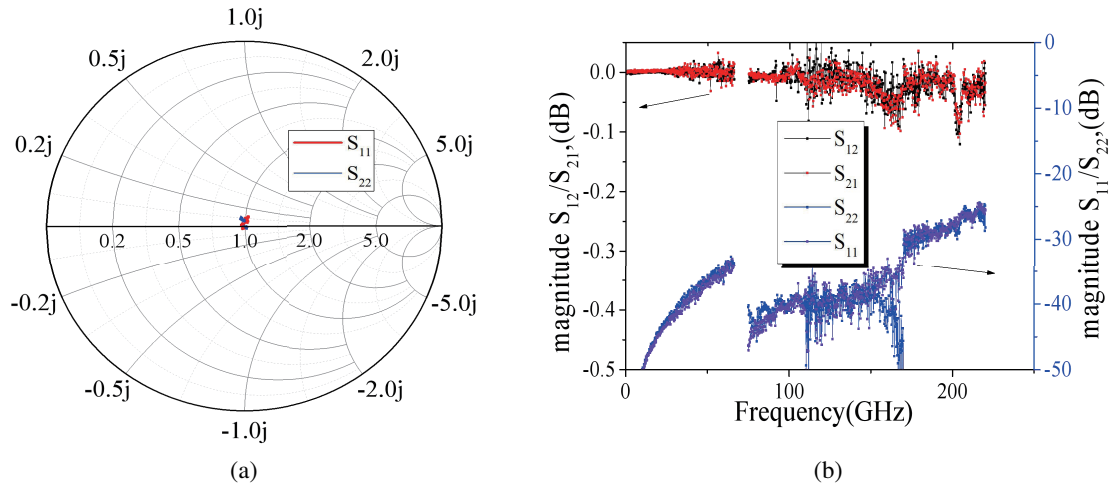 1.0j
0.5j
2.0j
0.2j
5.0j
S11
S22
0.2 0.5 1.0 2.0 5.0
-0.2j
-5.0j
-0.5j
-2.0j
-1.0j
(a)
magnitude S12/S21,(dB)
0.0
-0.1
-0.2
-0.3
-0.4
-0.5
S12
S21
S22
S11
0
-10
-20
-30
-40
-50
magnitude S11/S22,(dB)
0 100 200
Frequency(GHz)
(b)